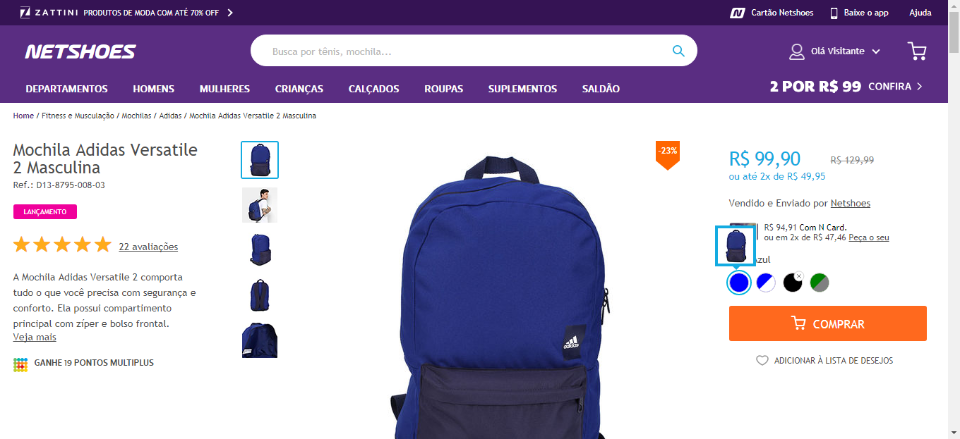 ZATTINI PRODUTOS DE MODA COM ATÉ 70% OFF
Cartão Netshoes Baixe o app Ajuda
NETSHOES
Busca por tênis, mochila...
Olá Visitante
DEPARTAMENTOS HOMENS MULHERES CRIANÇAS CALÇADOS ROUPAS SUPLEMENTOS SALDÃO
2 POR R$ 99 CONFIRA
Home / Fitness e Musculação / Mochilas / Adidas / Mochila Adidas Versatile 2 Masculina
Mochila Adidas Versatile
2 Masculina
Ref.: D13-8795-008-03
LANÇAMENTO
22 avaliações
A Mochila Adidas Versatile 2 comporta
tudo o que você precisa com segurança e
conforto. Ela possui compartimento
principal com zíper e bolso frontal.
Veja mais
GANHE 19 PONTOS MULTIPLUS
-23%
adidas
R$ 99,90 R$ 129,99
ou até 2x de R$ 49,95
Vendido e Enviado por Netshoes
R$ 94,91 Com N Card.
ou em 2x de R$ 47,46 Peça o seu
Azul
COMPRAR
ADICIONAR À LISTA DE DESEJOS